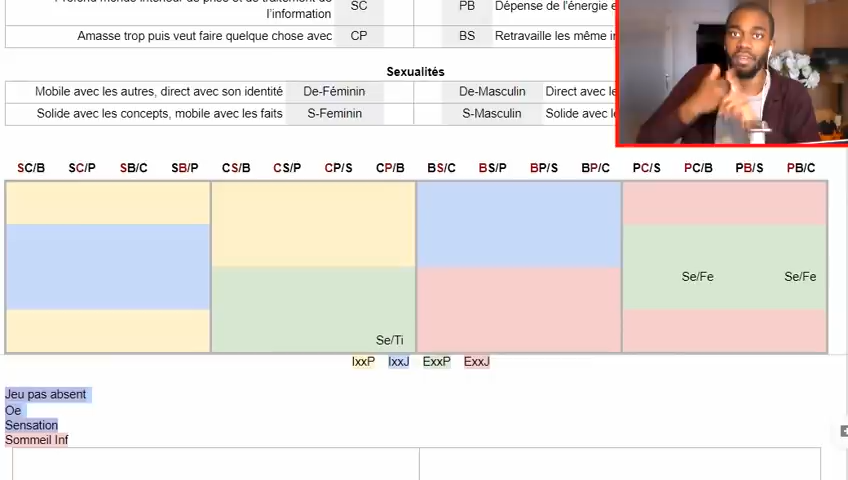 Profond monde intérieur de prise et de traitement de
l'information
SC
PB
Dépense de l'énergie e
Amasse trop puis veut faire quelque chose avec
CP
BS
Retravaille les même i
Sexualités
Mobile avec les autres, direct avec son identité
De-Féminin
De-Masculin
Direct avec le
Solide avec les concepts, mobile avec les faits
S-Feminin
S-Masculin
Solide avec le
SC/B SC/P SB/C SB/P CS/B CS/P CP/S CP/B BS/C BS/P BP/S BP/C PC/S PC/B PB/S PB/C
Se/Fe Se/Fe
Se/Ti
IxxP IxxJ ExxP ExxJ
Jeu pas absent
Oe
Sensation
Sommeil Inf